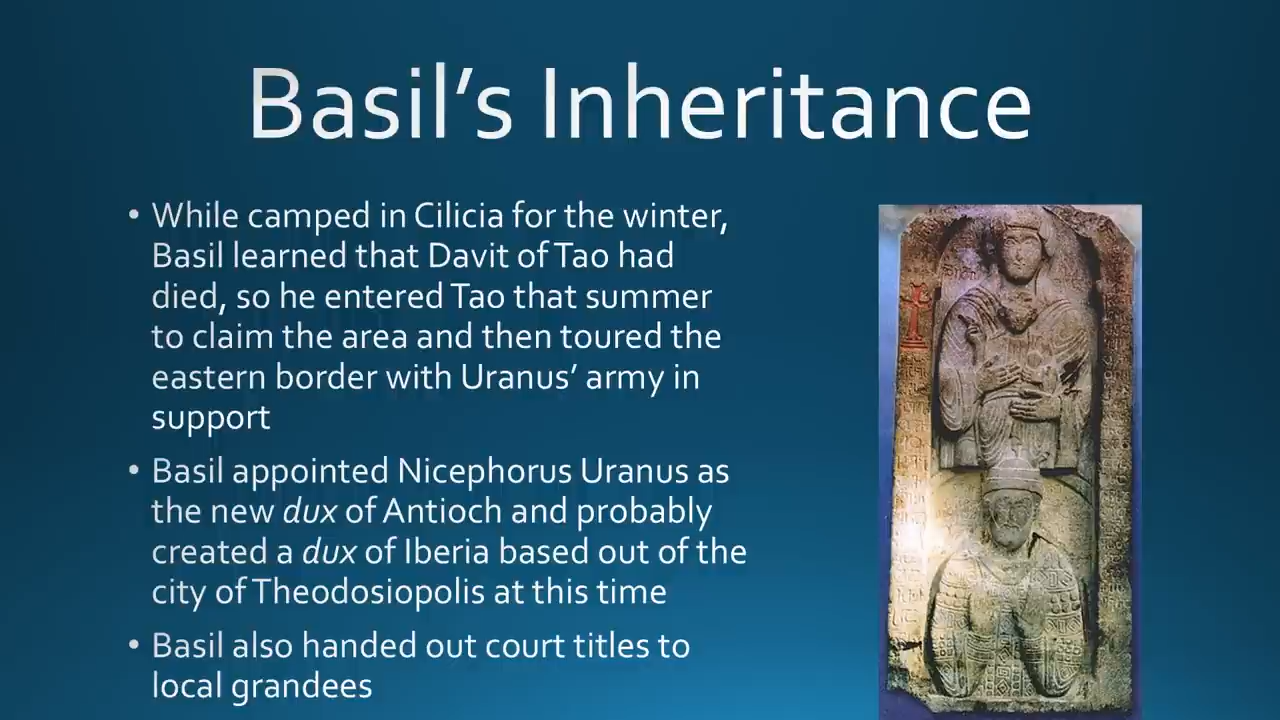 Basil's Inheritance
• While camped in Cilicia for the winter,
Basil learned that Davit of Tao had
died, so he entered Tao that summer
to claim the area and then toured the
eastern border with Uranus' army in
support
• Basil appointed Nicephorus Uranus as
the new dux of Antioch and probably
created a dux of Iberia based out of the
city of Theodosiopolis at this time
• Basil also handed out court titles to
local grandees